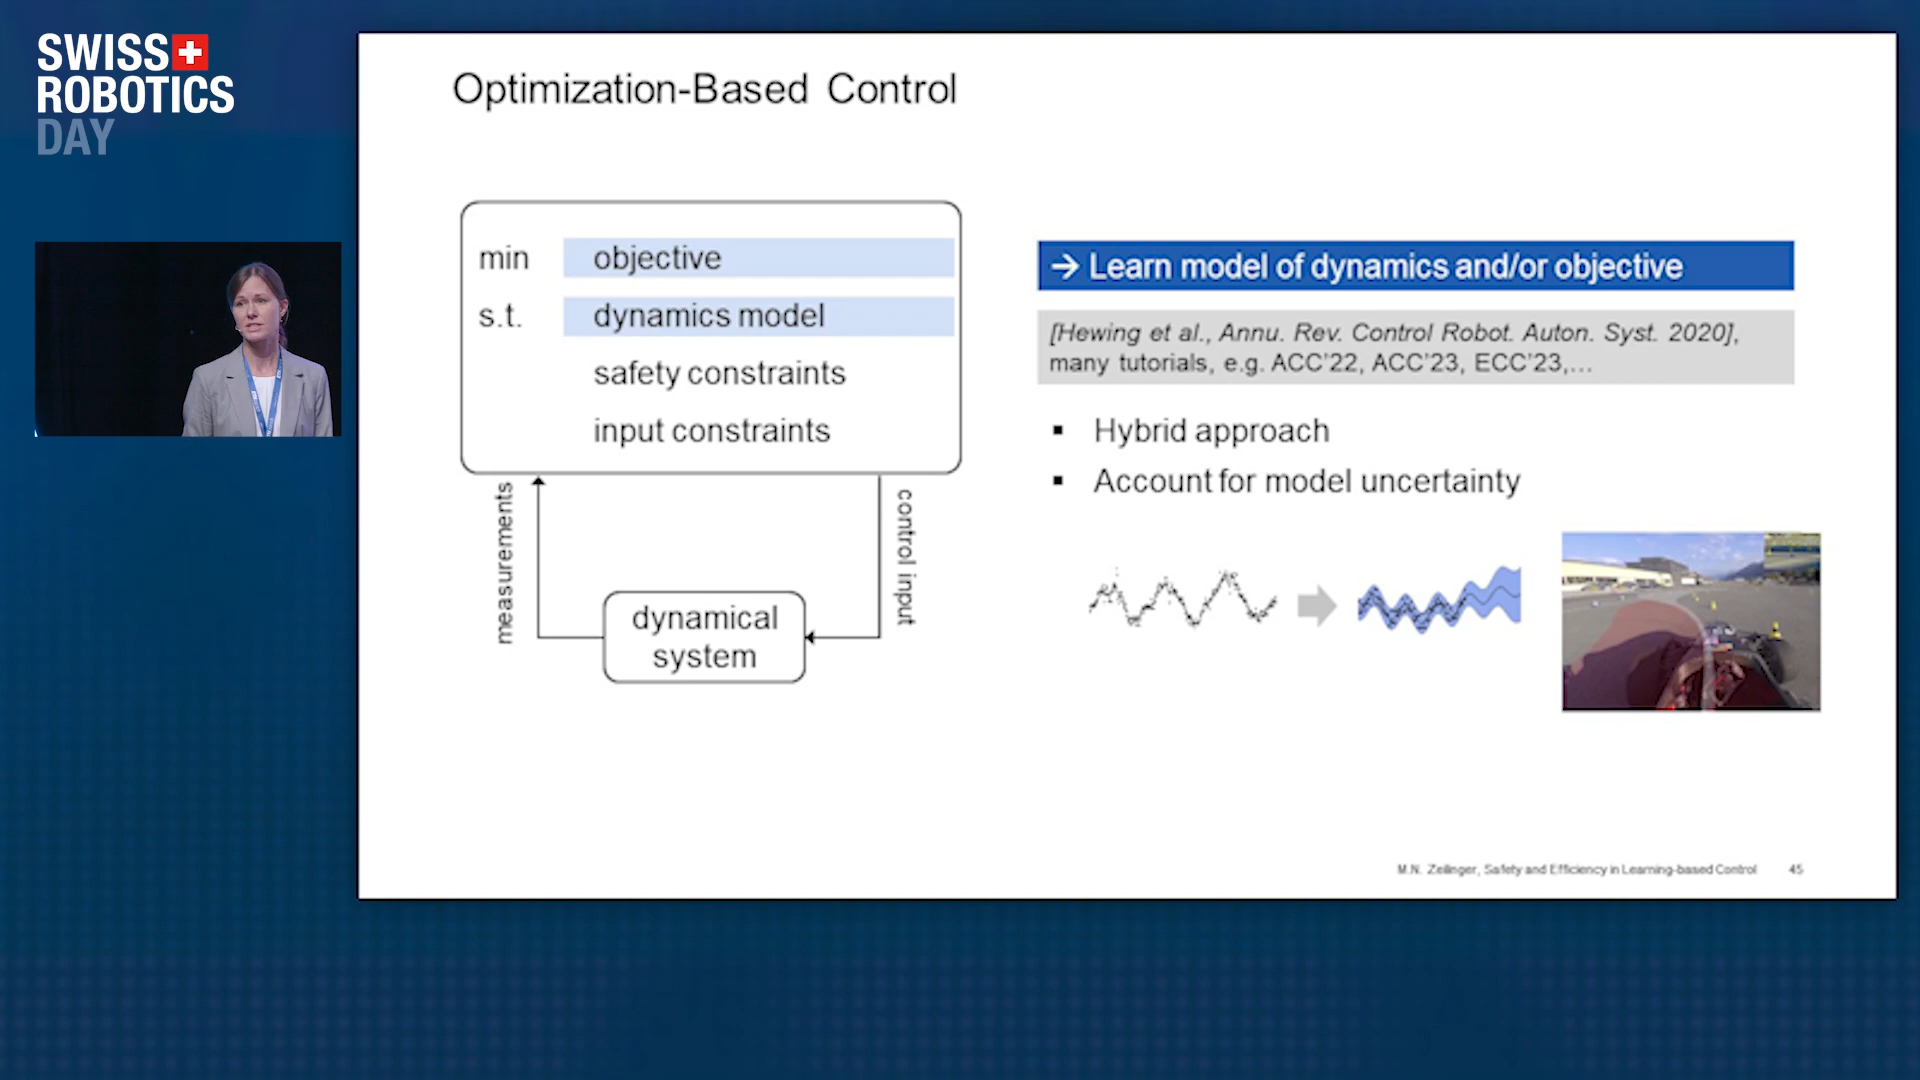 SWISS
ROBOTICS
DAY
Optimization-Based Control
min objective
s.t. dynamics model
safety constraints
input constraints
measurements
control input
dynamical
system
→ Learn model of dynamics and/or objective
[Hewing et al., Annu. Rev. Control Robot. Auton. Syst. 2020],
many tutorials, e.g. ACC'22, ACC'23, ECC'23,...
▪ Hybrid approach
▪ Account for model uncertainty
M.N. Zeilinger, Safety and Efficiency in Learning-based Control 45